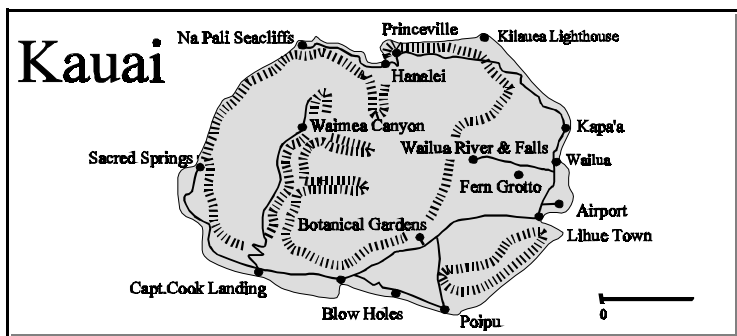 Kauai
Na Pali Seacliffs
Princeville
Kilauea Lighthouse
Hanalei
Waimea Canyon
Kapa'a
Wailua River & Falls
Sacred Springs
Wailua
Fern Grotto
Airport
Botanical Gardens
Lihue Town
Capt.Cook Landing
Blow Holes
Poipu
0